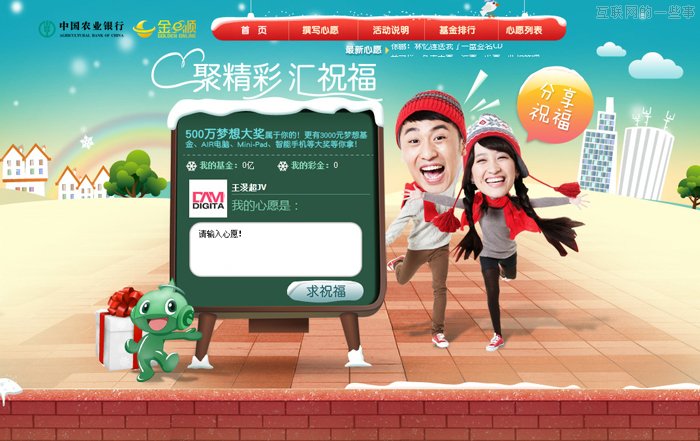 互联网的一些事
中国农业银行
AGRICULTURAL BANK OF CHINA
金e顺
GOLDEN ONLINE
首 页
撰写心愿
活动说明
基金排行
心愿列表
最新心愿
聚精彩 汇祝福
分享
祝福
500万梦想大奖属于你的！更有3000元梦想基
金、AIR电脑、Mini-Pad、智能手机等大奖等你拿！
我的基金：0亿
我的彩金：0
DAM
DIGITA
我的心愿是：
请输入心愿！
求祝福